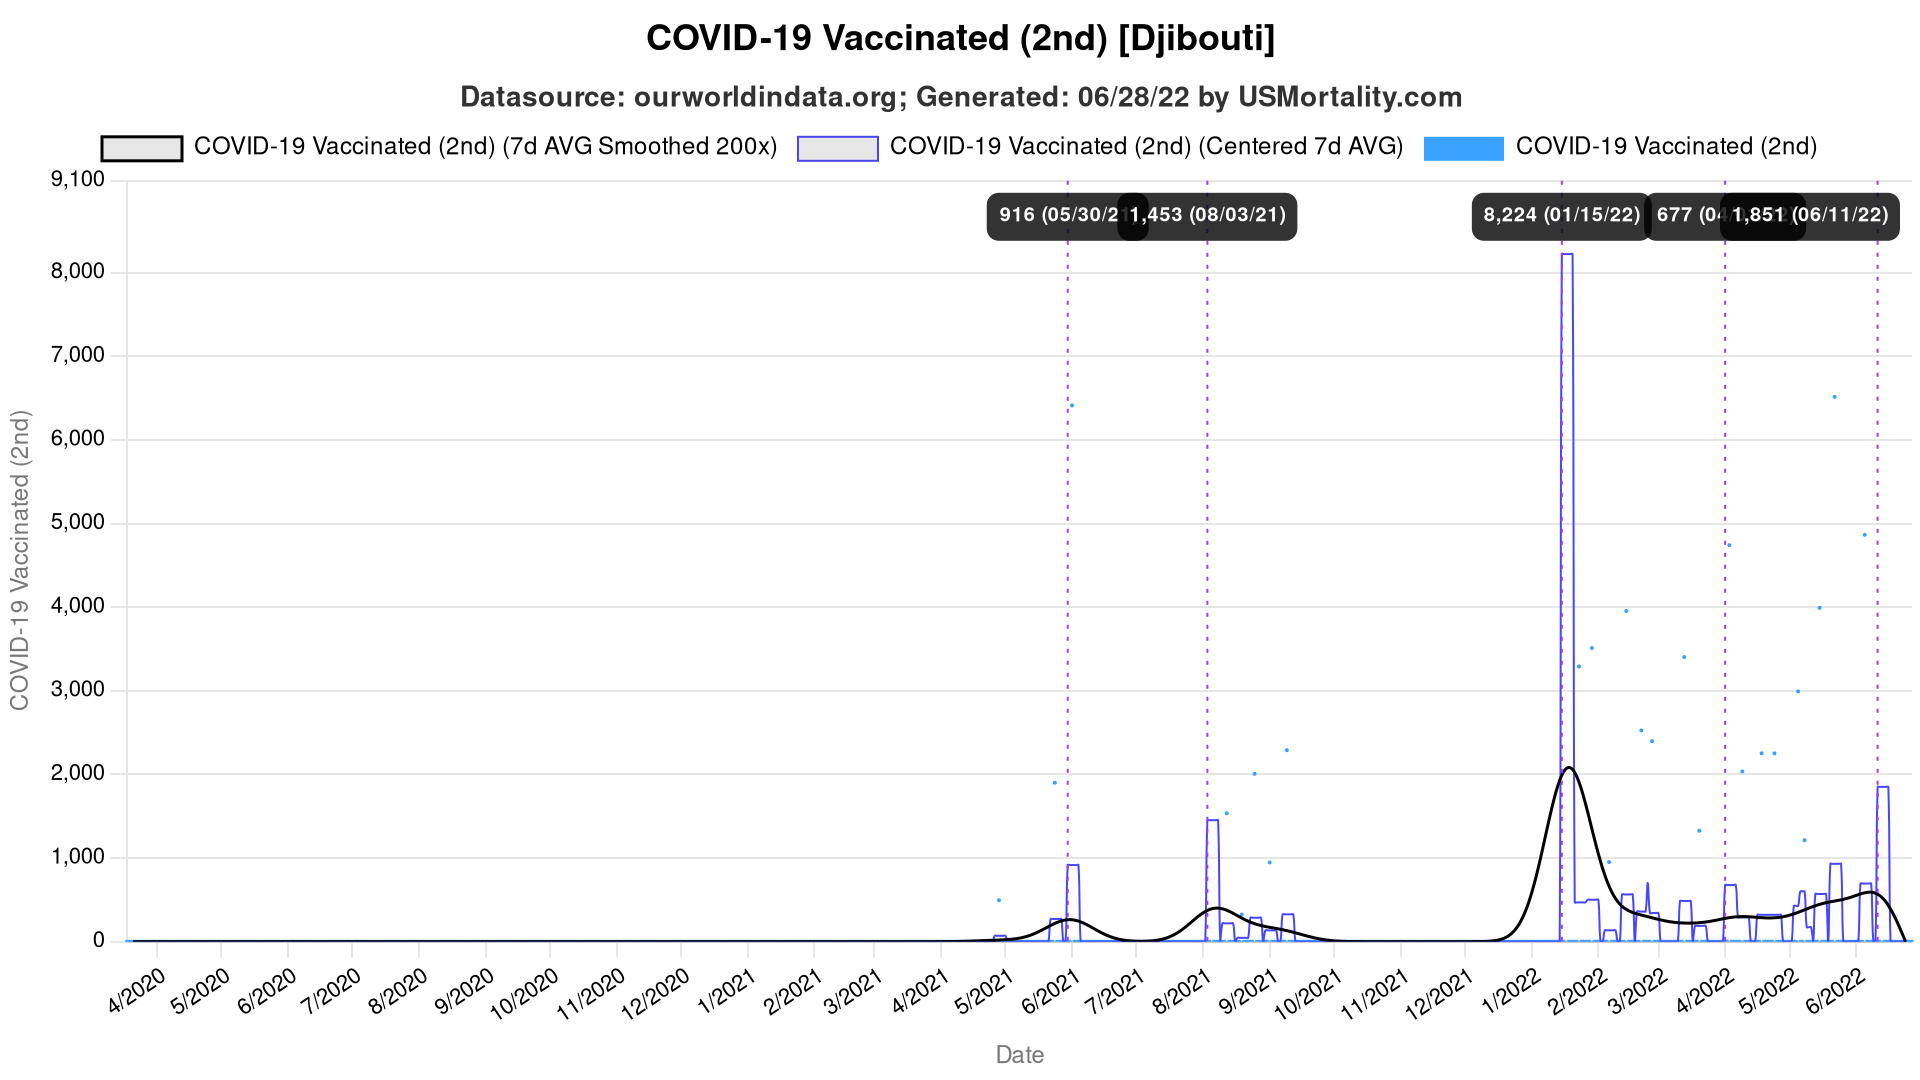 COVID-19 Vaccinated (2nd) [Djibouti]
Datasource: ourworldindata.org; Generated: 06/28/22 by USMortality.com
COVID-19 Vaccinated (2nd) (7d AVG Smoothed 200x) COVID-19 Vaccinated (2nd) (Centered 7d AVG) COVID-19 Vaccinated (2nd)
9,100
916 (05/30/21 1,453 (08/03/21) 8,224 (01/15/22) 677 (04 1,851 (06/11/22)
8,000
7,000
6,000
5,000
4,000
3,000
2,000
1,000
0
COVID-19 Vaccinated (2nd)
4/2020 5/2020 6/2020 7/2020 8/2020 9/2020 10/2020 11/2020 12/2020 1/2021 2/2021 3/2021 4/2021 5/2021 6/2021 7/2021 8/2021 9/2021 10/2021 11/2021 12/2021 1/2022 2/2022 3/2022 4/2022 5/2022 6/2022
Date